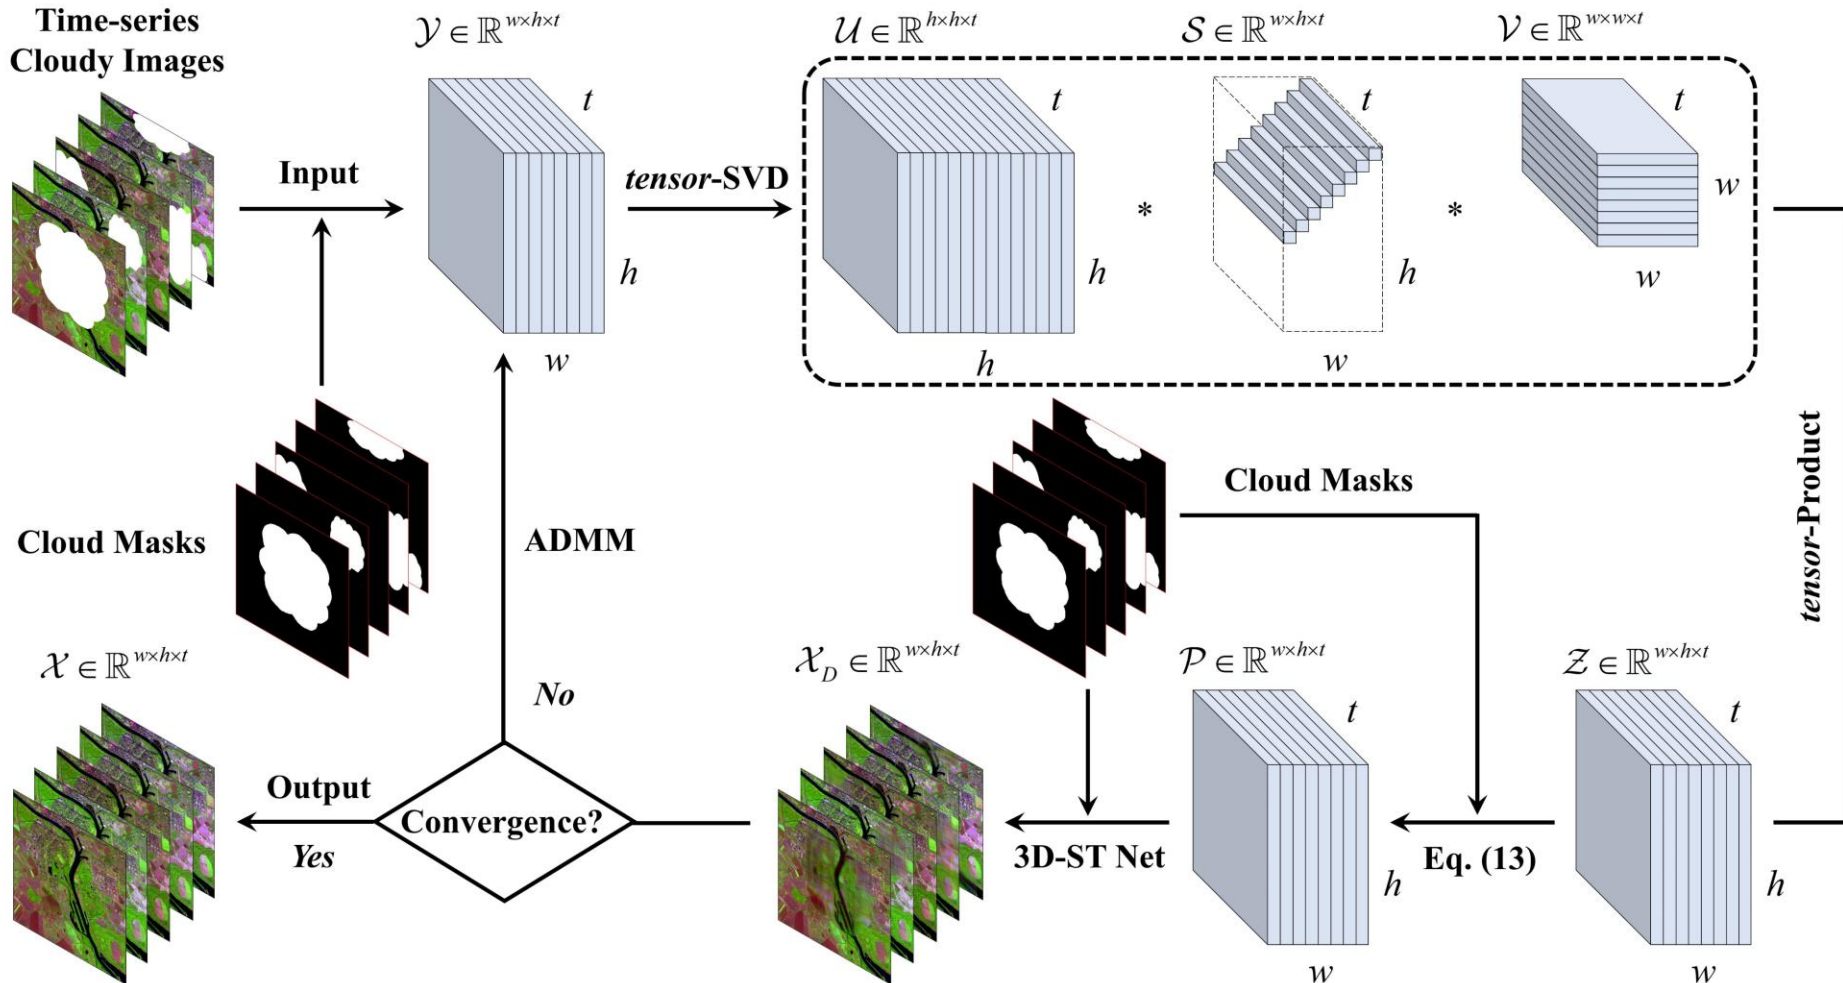 Time-series
Cloudy Images
𝒴 ∈ ℝ^{w×h×t}
𝒰 ∈ ℝ^{h×h×t}
𝒮 ∈ ℝ^{w×h×t}
𝒱 ∈ ℝ^{w×w×t}
t
t
t
t
Input
tensor-SVD
*
*
w
h
h
h
w
w
h
w
Cloud Masks
ADMM
Cloud Masks
tensor-Product
𝒳 ∈ ℝ^{w×h×t}
No
𝒳_D ∈ ℝ^{w×h×t}
𝒫 ∈ ℝ^{w×h×t}
𝒵 ∈ ℝ^{w×h×t}
t
t
Output
Convergence?
Yes
3D-ST Net
Eq. (13)
h
h
w
w